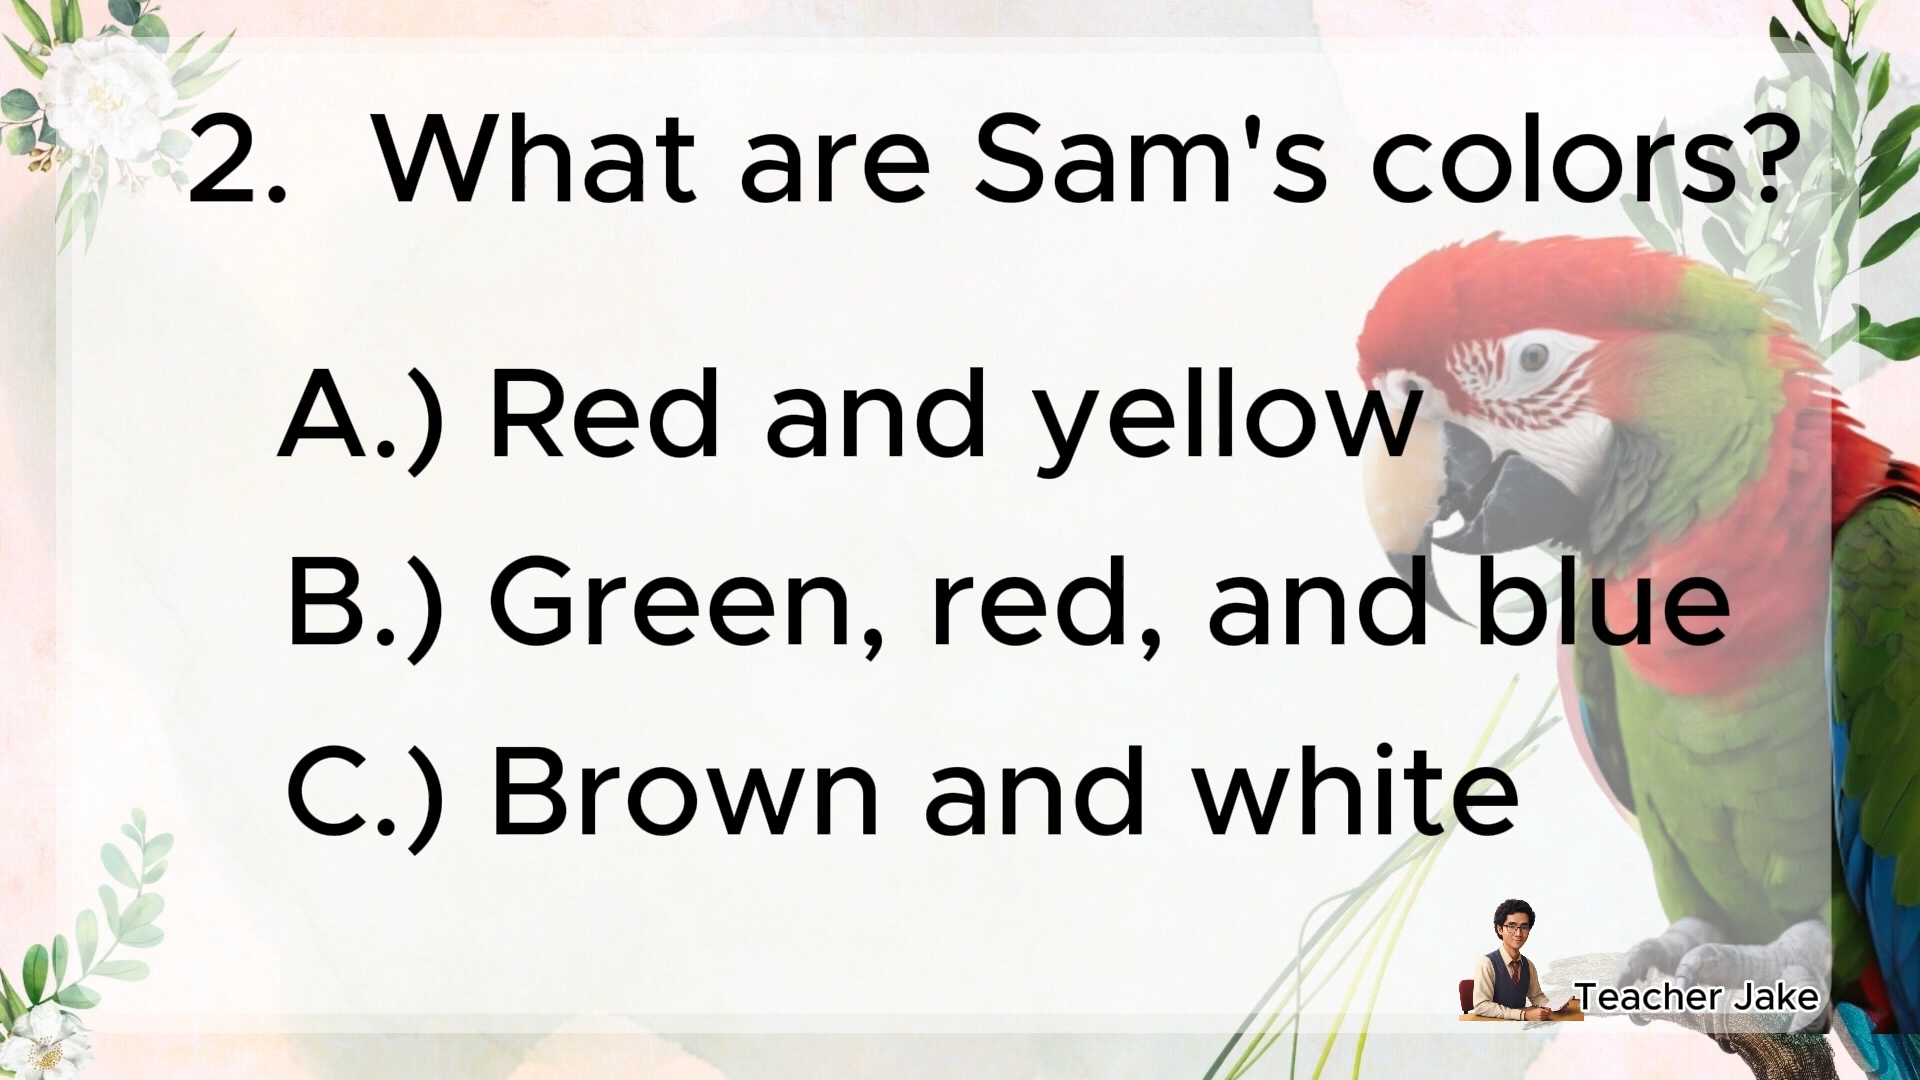 2. What are Sam's colors?
A.) Red and yellow
B.) Green, red, and blue
C.) Brown and white
Teacher Jake